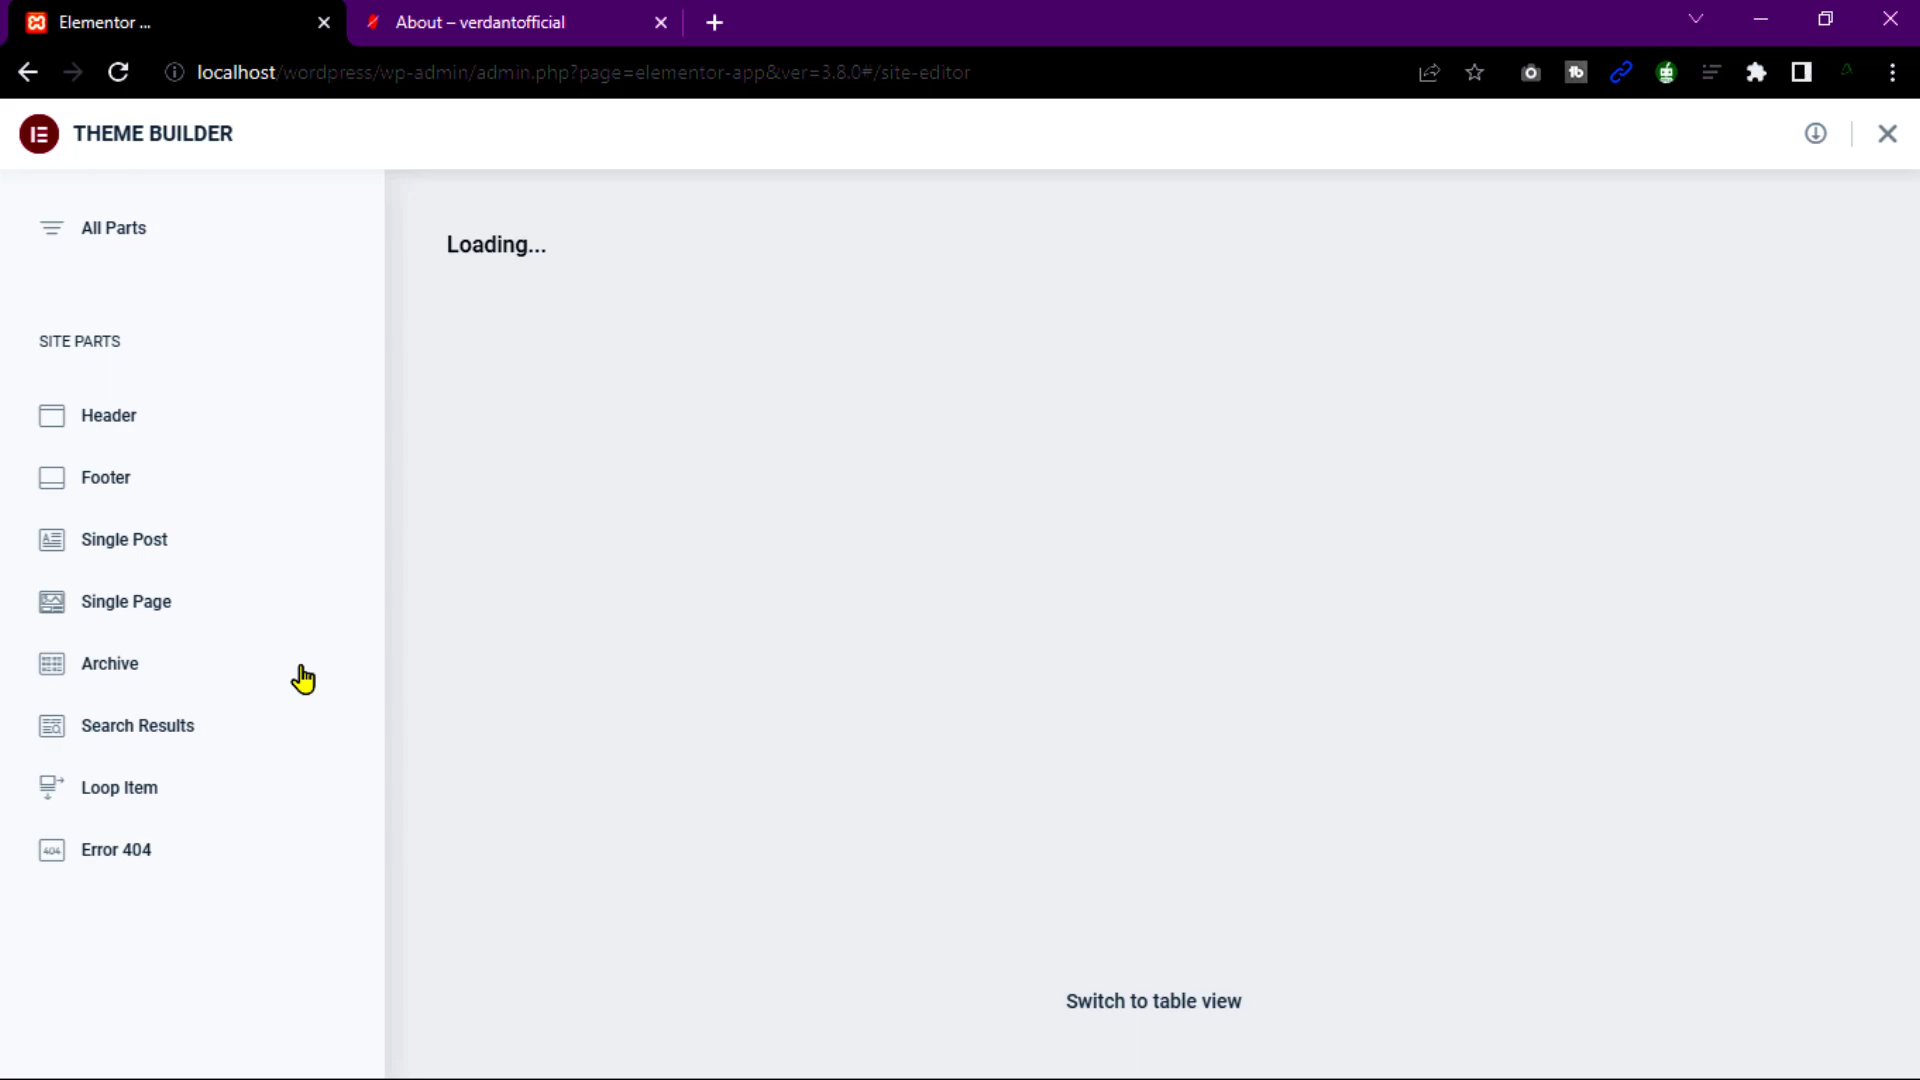 Elementor ...
About – verdantofficial
localhost/wordpress/wp-admin/admin.php?page=elementor-app&ver=3.8.0#/site-editor
THEME BUILDER
All Parts
Loading...
SITE PARTS
Header
Footer
Single Post
Single Page
Archive
Search Results
Loop Item
404 Error 404
Switch to table view